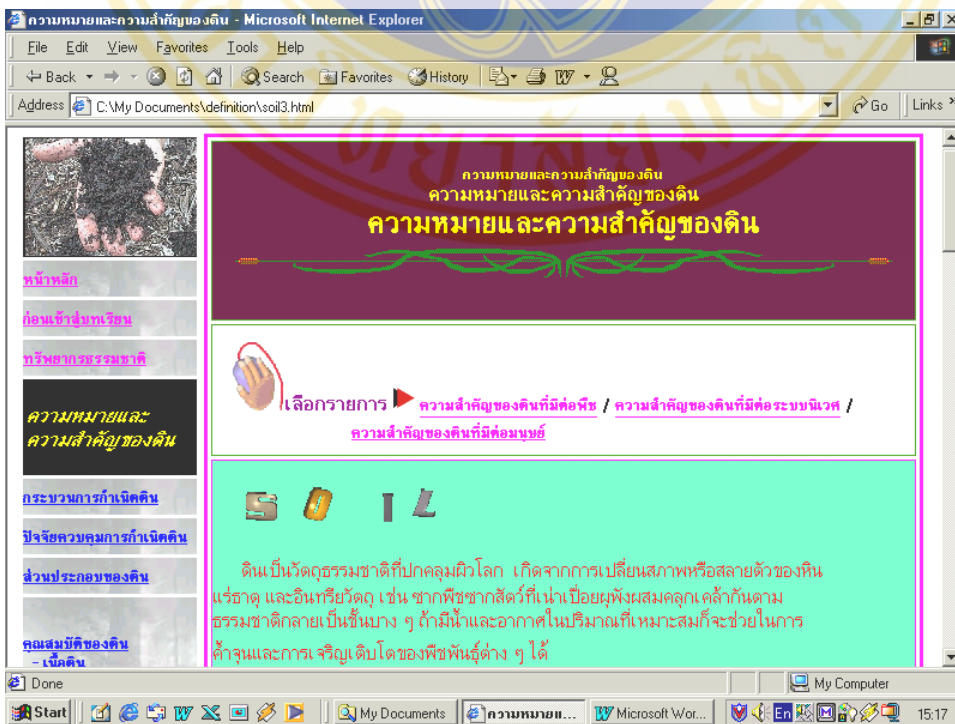 ความหมายและความสำคัญของดิน - Microsoft Internet Explorer
File Edit View Favorites Tools Help
Back Search Favorites History
Address C:\My Documents\definition\soil3.html Go Links »
ความหมายและความสำคัญของดิน
ความหมายและความสำคัญของดิน
ความหมายและความสำคัญของดิน
หน้าหลัก
ก่อนเข้าสู่บทเรียน
ทรัพยากรธรรมชาติ
ความหมายและ
ความสำคัญของดิน
กระบวนการกำเนิดดิน
ปัจจัยควบคุมการกำเนิดดิน
ส่วนประกอบของดิน
คุณสมบัติของดิน
- เนื้อดิน
เลือกรายการ ความสำคัญของดินที่มีต่อพืช / ความสำคัญของดินที่มีต่อระบบนิเวศ /
ความสำคัญของดินที่มีต่อมนุษย์
SOIL
ดินเป็นวัตถุธรรมชาติที่ปกคลุมผิวโลก เกิดจากการเปลี่ยนสภาพหรือสลายตัวของหิน
แร่ธาตุ และอินทรียวัตถุ เช่น ซากพืชซากสัตว์ที่เน่าเปื่อยผุพังผสมคลุกเคล้ากันตาม
ธรรมชาติกลายเป็นชั้นบาง ๆ ถ้ามีน้ำและอากาศในปริมาณที่เหมาะสมก็จะช่วยในการ
ค้ำจุนและการเจริญเติบโตของพืชพันธุ์ต่าง ๆ ได้
Done My Computer
Start My Documents ความหมายแ... Microsoft Wor... En 15:17